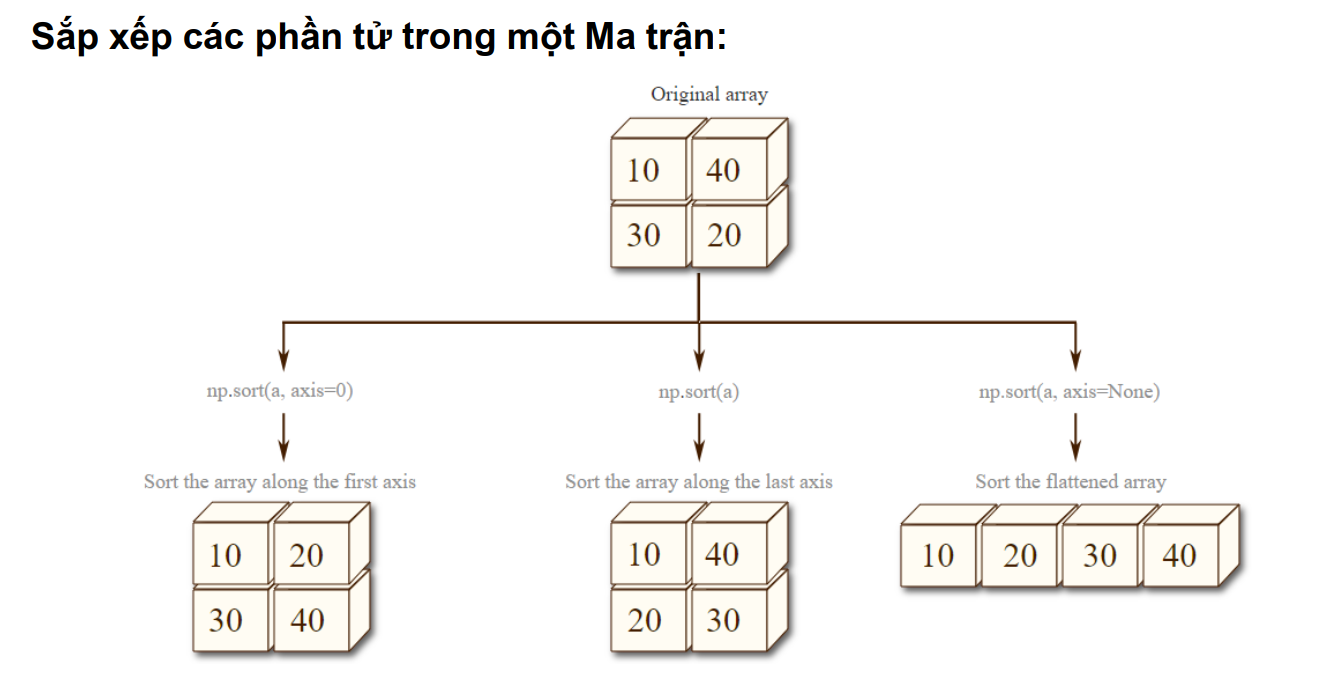 Sắp xếp các phần tử trong một Ma trận:
Original array
10 40
30 20
np.sort(a, axis=0) np.sort(a) np.sort(a, axis=None)
Sort the array along the first axis Sort the array along the last axis Sort the flattened array
10 20 10 40 10 20 30 40
30 40 20 30